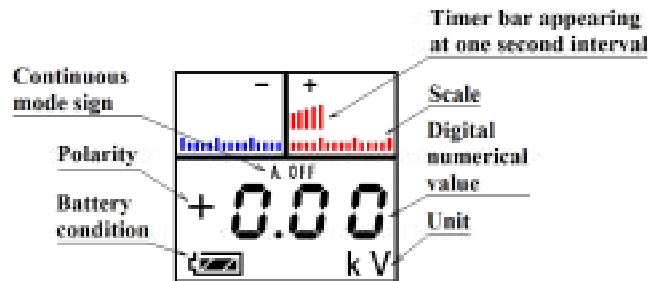 Timer bar appearing
at one second interval
Continuous
mode sign
Scale
Digital
numerical
value
Polarity
Battery
condition
Unit
− +
A. OFF
+ 0.00
k V